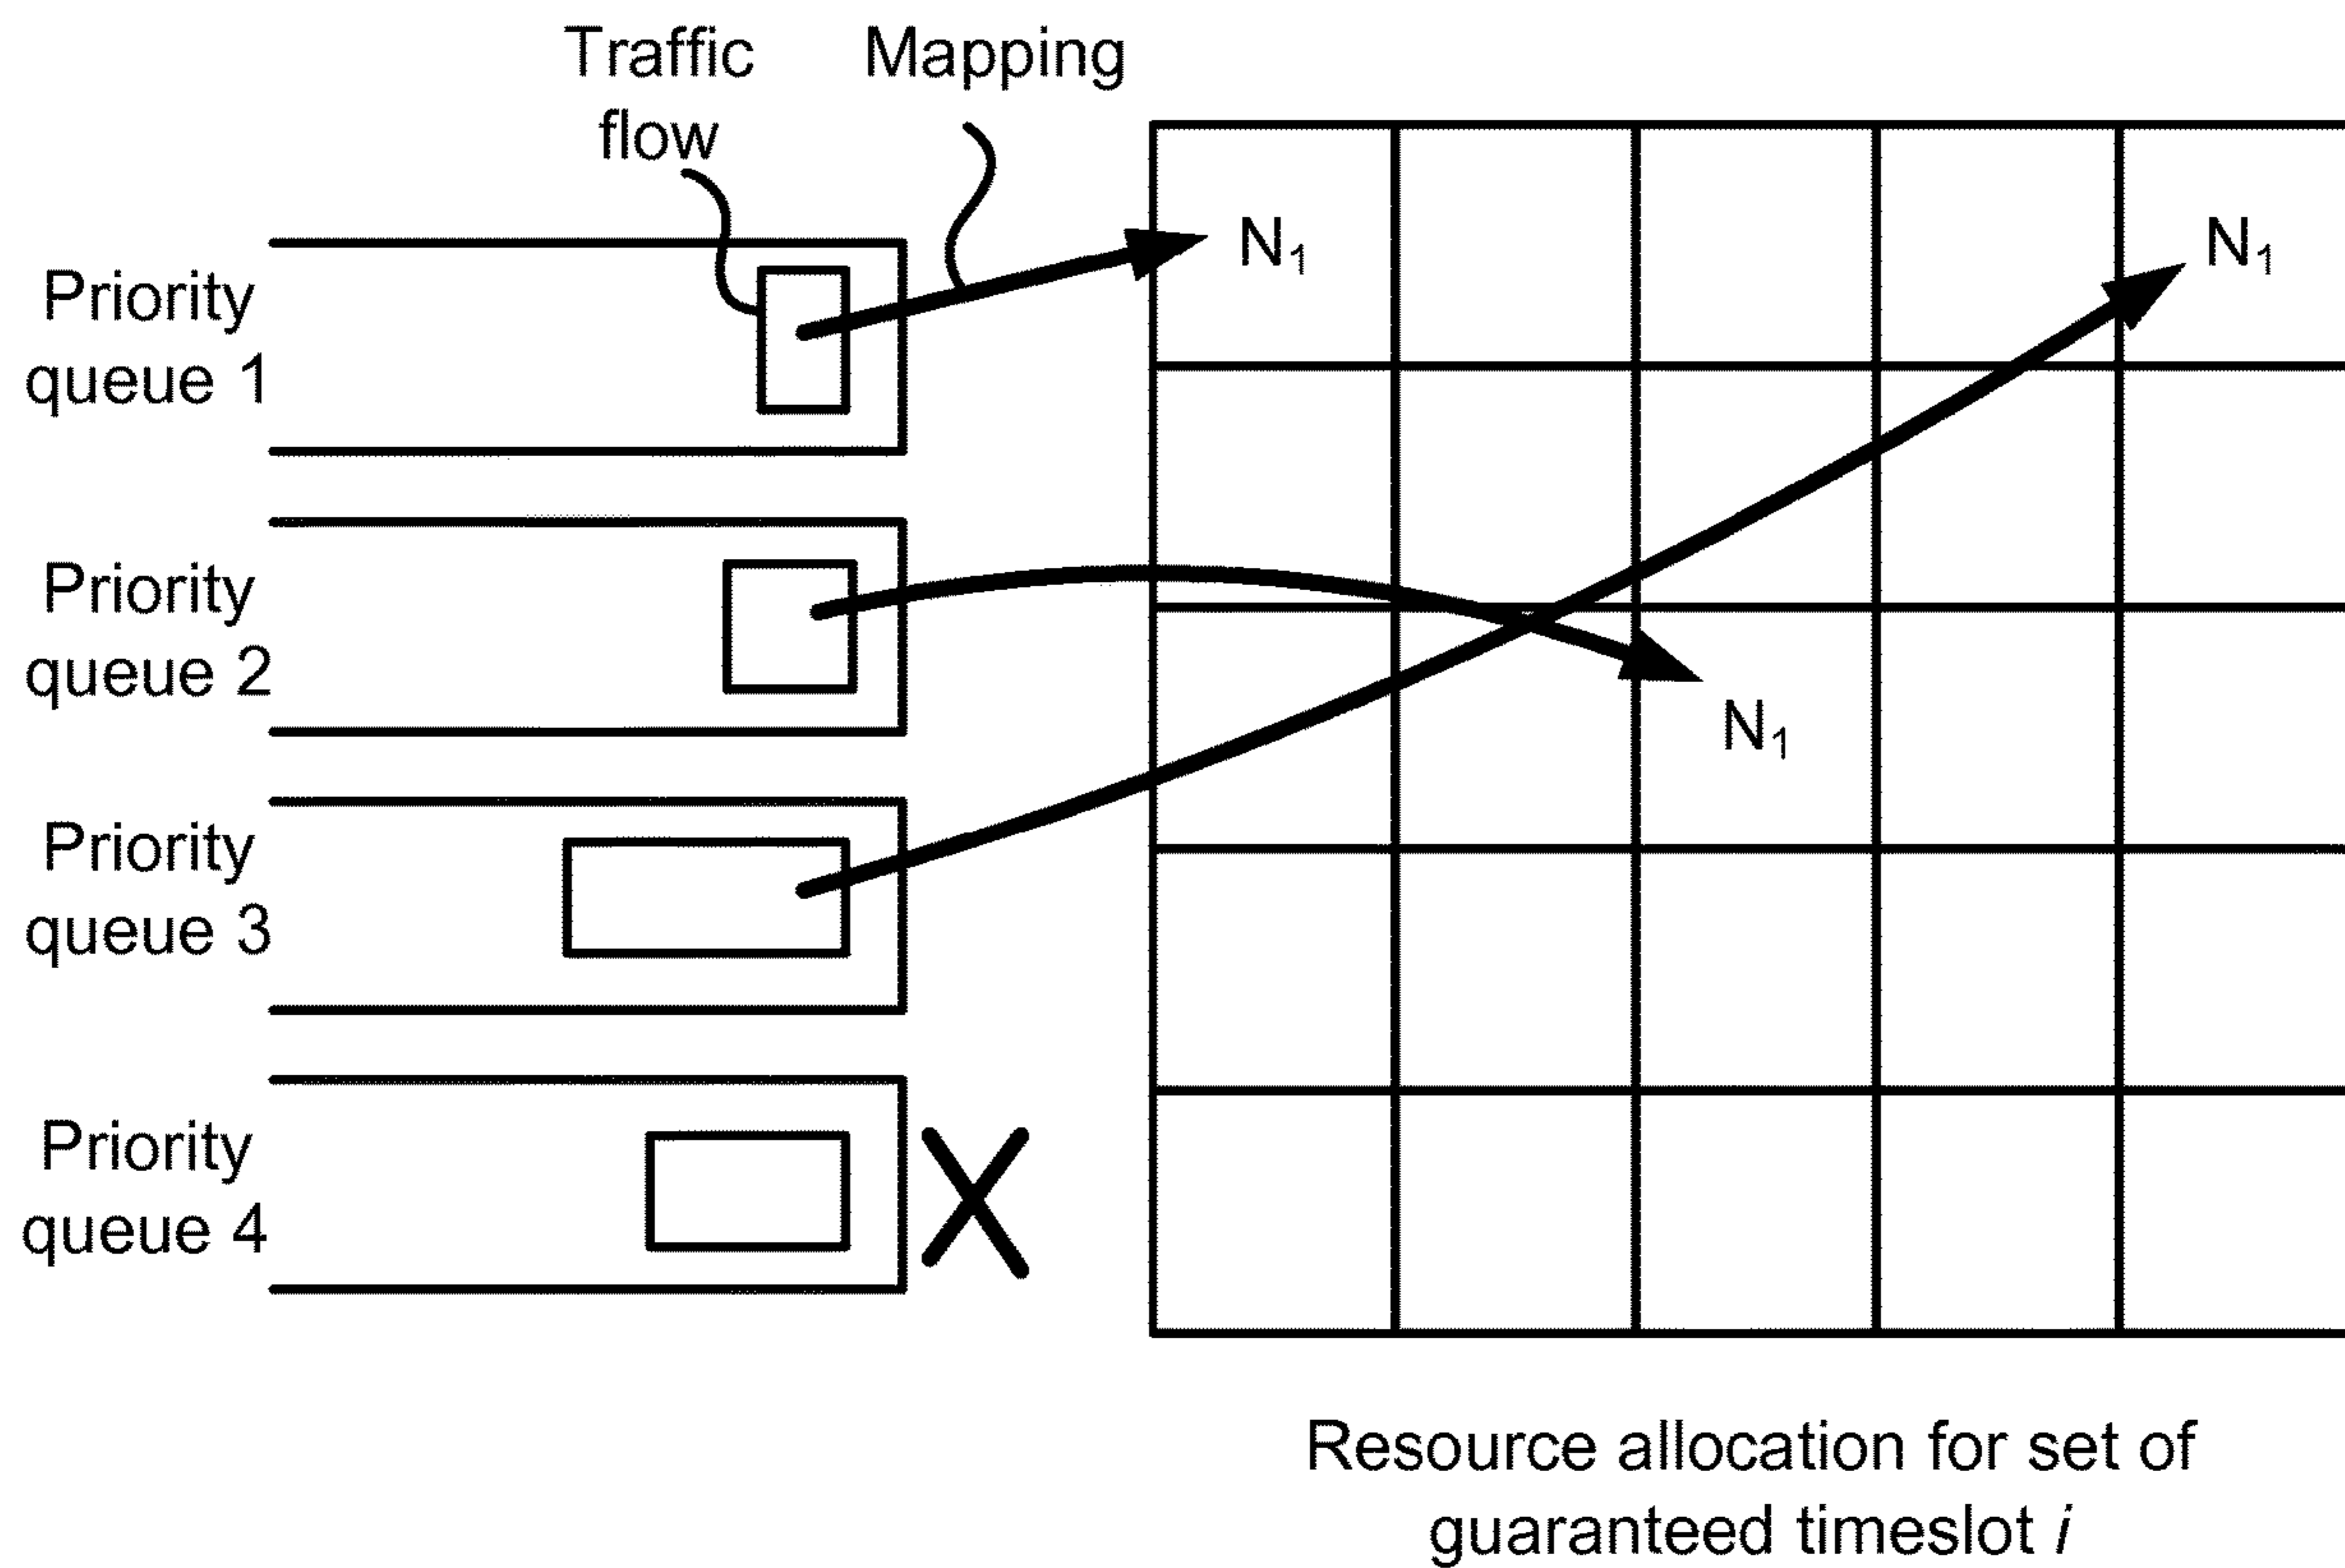 Traffic
flow
Mapping
Priority
queue 1
N₁
N₁
Priority
queue 2
N₁
Priority
queue 3
Priority
queue 4
X
Resource allocation for set of
guaranteed timeslot i